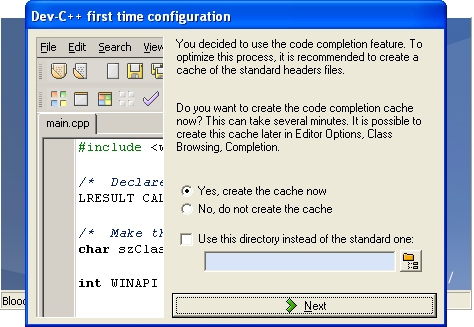 Dev-C++ first time configuration
File Edit Search View
main.cpp
#include <w
/* Declare
LRESULT CAL
/* Make th
char szClas
int WINAPI
You decided to use the code completion feature. To
optimize this process, it is recommended to create a
cache of the standard headers files.
Do you want to create the code completion cache
now? This can take several minutes. It is possible to
create this cache later in Editor Options, Class
Browsing, Completion.
Yes, create the cache now
No, do not create the cache
Use this directory instead of the standard one:
Next
Blood